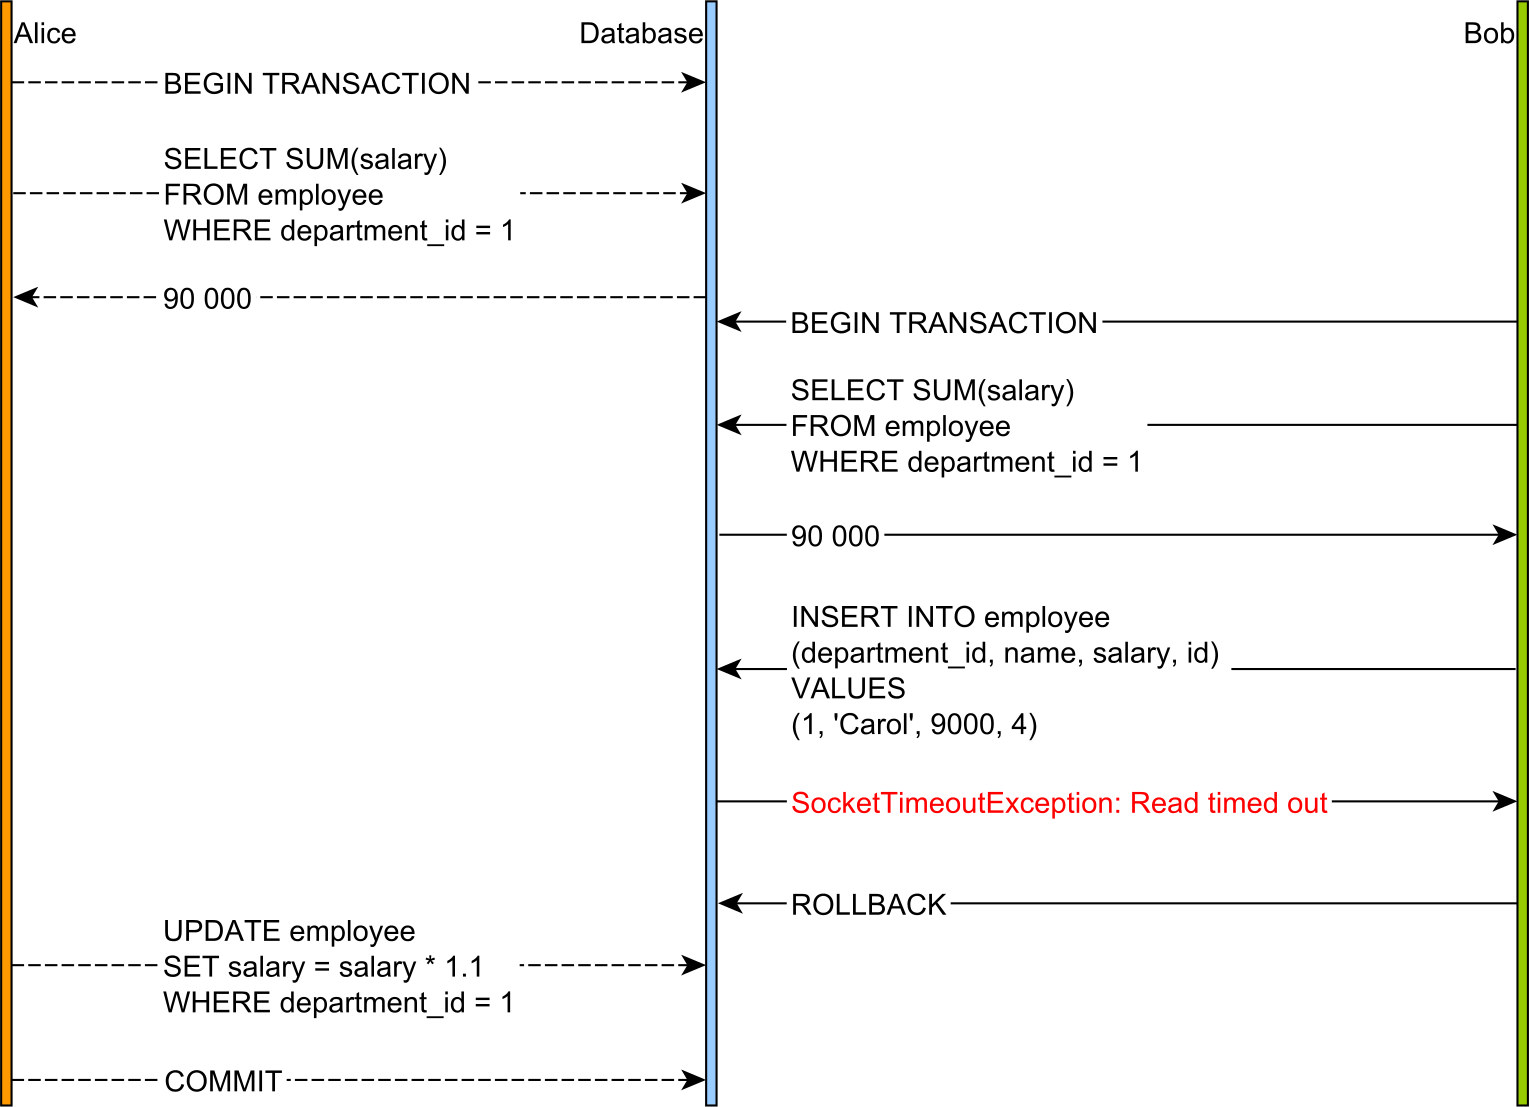 Alice
Database
Bob
BEGIN TRANSACTION
SELECT SUM(salary)
FROM employee
WHERE department_id = 1
90 000
BEGIN TRANSACTION
SELECT SUM(salary)
FROM employee
WHERE department_id = 1
90 000
INSERT INTO employee
(department_id, name, salary, id)
VALUES
(1, 'Carol', 9000, 4)
SocketTimeoutException: Read timed out
ROLLBACK
UPDATE employee
SET salary = salary * 1.1
WHERE department_id = 1
COMMIT